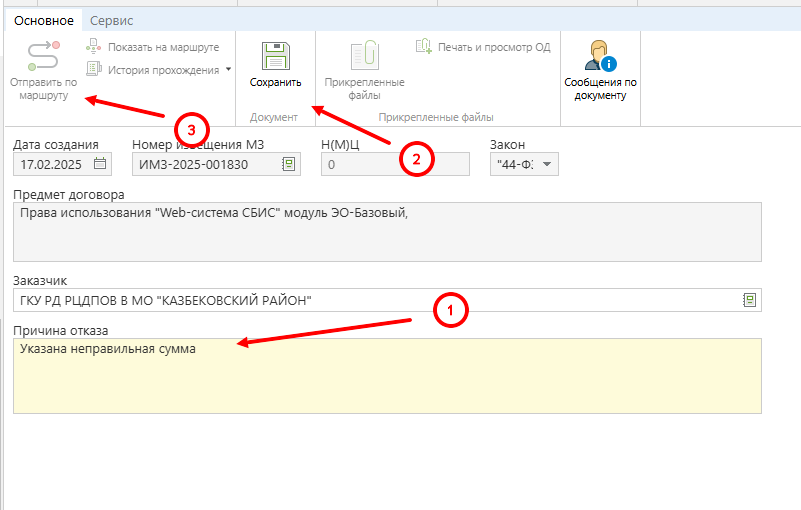 Основное Сервис
Отправить по
маршруту
Показать на маршруте
История прохождения
Сохранить
Документ
Прикрепленные
файлы
Печать и просмотр ОД
Прикрепленные файлы
Сообщения по
документу
3
2
Дата создания
17.02.2025
Номер извещения МЗ
ИМЗ-2025-001830
Н(М)Ц
0
Закон
"44-ФЗ
Предмет договора
Права использования "Web-система СБИС" модуль ЭО-Базовый,
Заказчик
ГКУ РД РЦДПОВ В МО "КАЗБЕКОВСКИЙ РАЙОН"
1
Причина отказа
Указана неправильная сумма